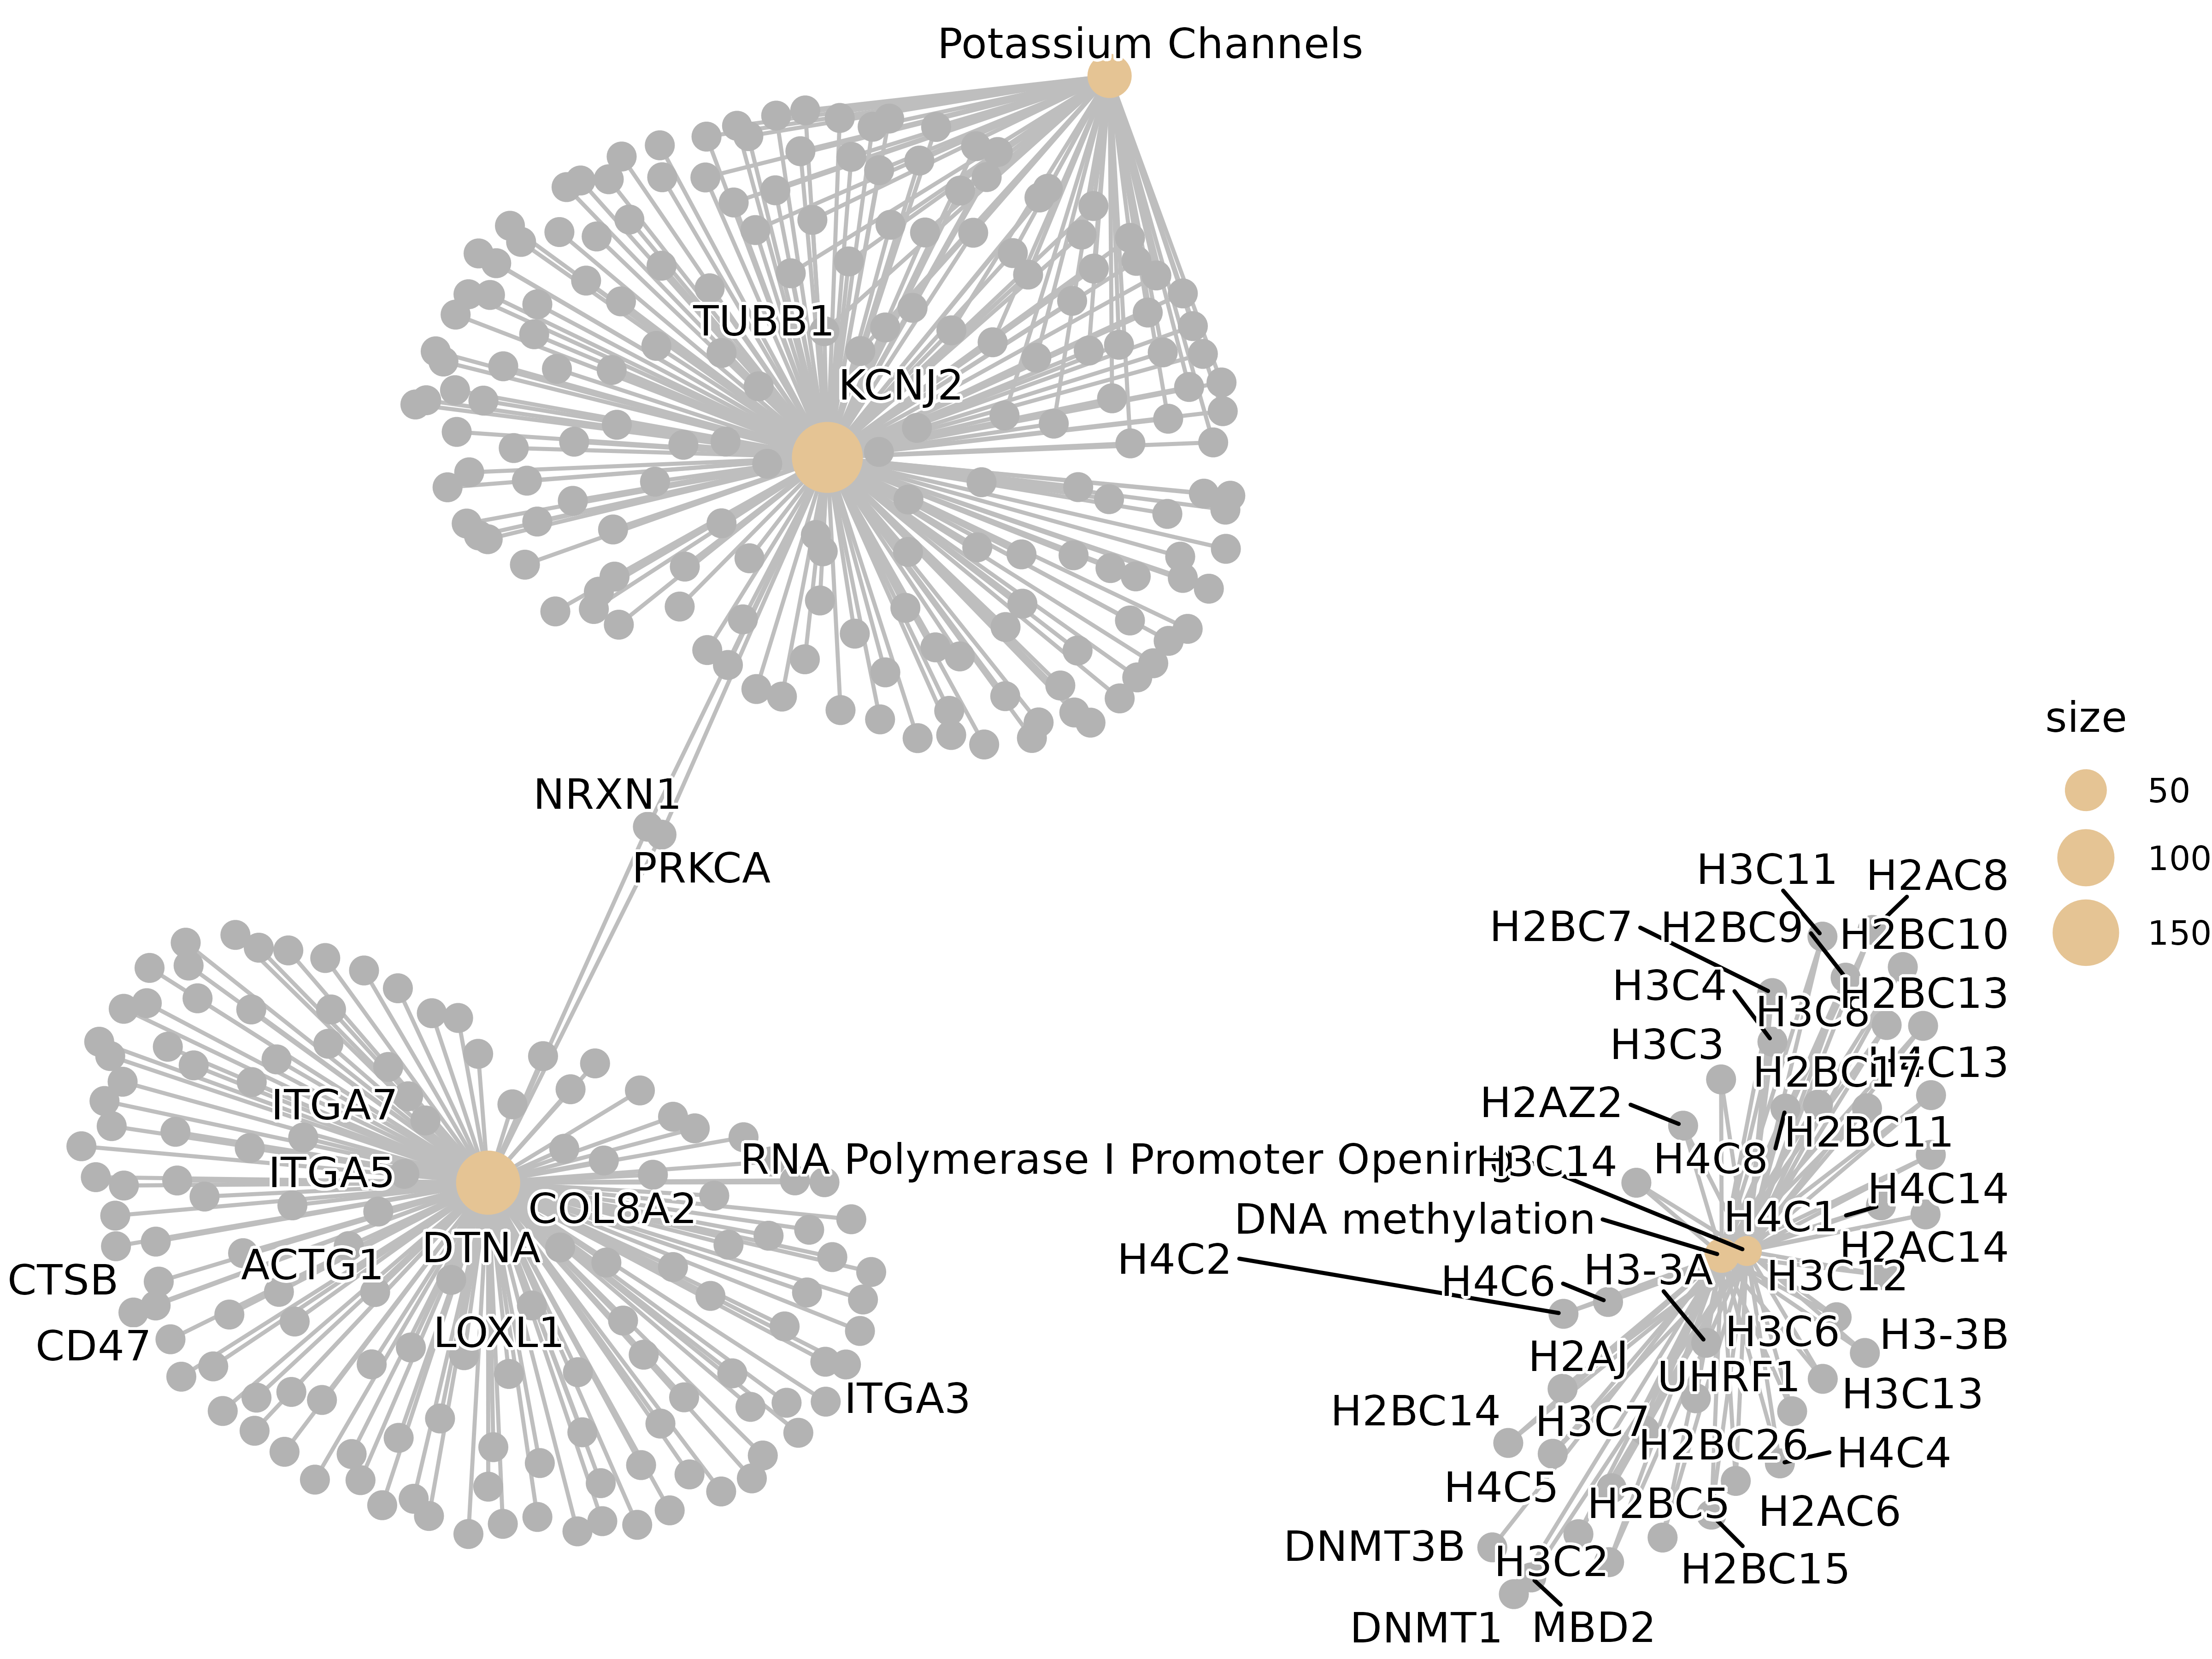 Potassium Channels
TUBB1
KCNJ2
NRXN1
PRKCA
size
50
100
150
H3C11
H2AC8
H2BC7
H2BC9
H2BC10
H3C4
H2BC13
H3C8
H3C3
H4C13
H2BC17
H2AZ2
ITGA7
H2BC11
RNA Polymerase I Promoter Opening
H3C14
H4C8
ITGA5
H4C14
COL8A2
DNA methylation
H4C1
DTNA
H2AC14
H4C2
ACTG1
H3-3A
H3C12
CTSB
H4C6
LOXL1
H3C6
H3-3B
CD47
H2AJ
UHRF1
ITGA3
H3C13
H2BC14
H3C7
H2BC26
H4C4
H4C5
H2BC5
H2AC6
DNMT3B
H3C2
H2BC15
DNMT1
MBD2